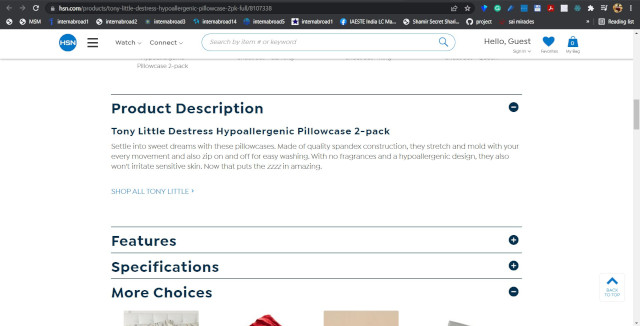 hsn.com/products/tony-little-destress-hypoallergenic-pillowcase-2pk-full/8107338
MSM
internabroad1
internabroad2
internabroad3
internabroad14
internabroad5
internabroad1
IAESTE India LC Ma...
Shamir Secret Shari...
project
sai miracles
Reading list
HSN
Watch
Connect
Search by item # or keyword
Hello, Guest
Sign In
Favorites
0
My Bag
Pillowcase 2-pack
Product Description
Tony Little Destress Hypoallergenic Pillowcase 2-pack
Settle into sweet dreams with these pillowcases. Made of quality spandex construction, they stretch and mold with your
every movement and also zip on and off for easy washing. With no fragrances and a hypoallergenic design, they also
won't irritate sensitive skin. Now that puts the zzzz in amazing.
SHOP ALL TONY LITTLE
Features
Specifications
More Choices
BACK
TO TOP